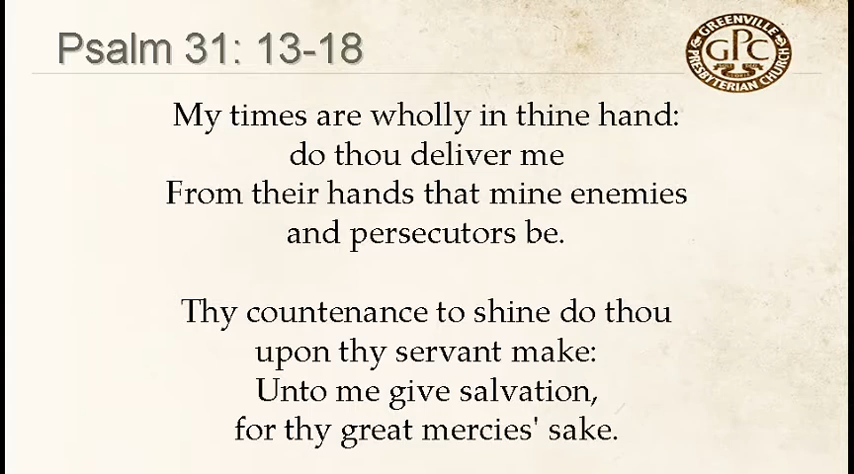 Psalm 31: 13-18
GREENVILLE
GPC
PRESBYTERIAN CHURCH
My times are wholly in thine hand:
do thou deliver me
From their hands that mine enemies
and persecutors be.
Thy countenance to shine do thou
upon thy servant make:
Unto me give salvation,
for thy great mercies' sake.